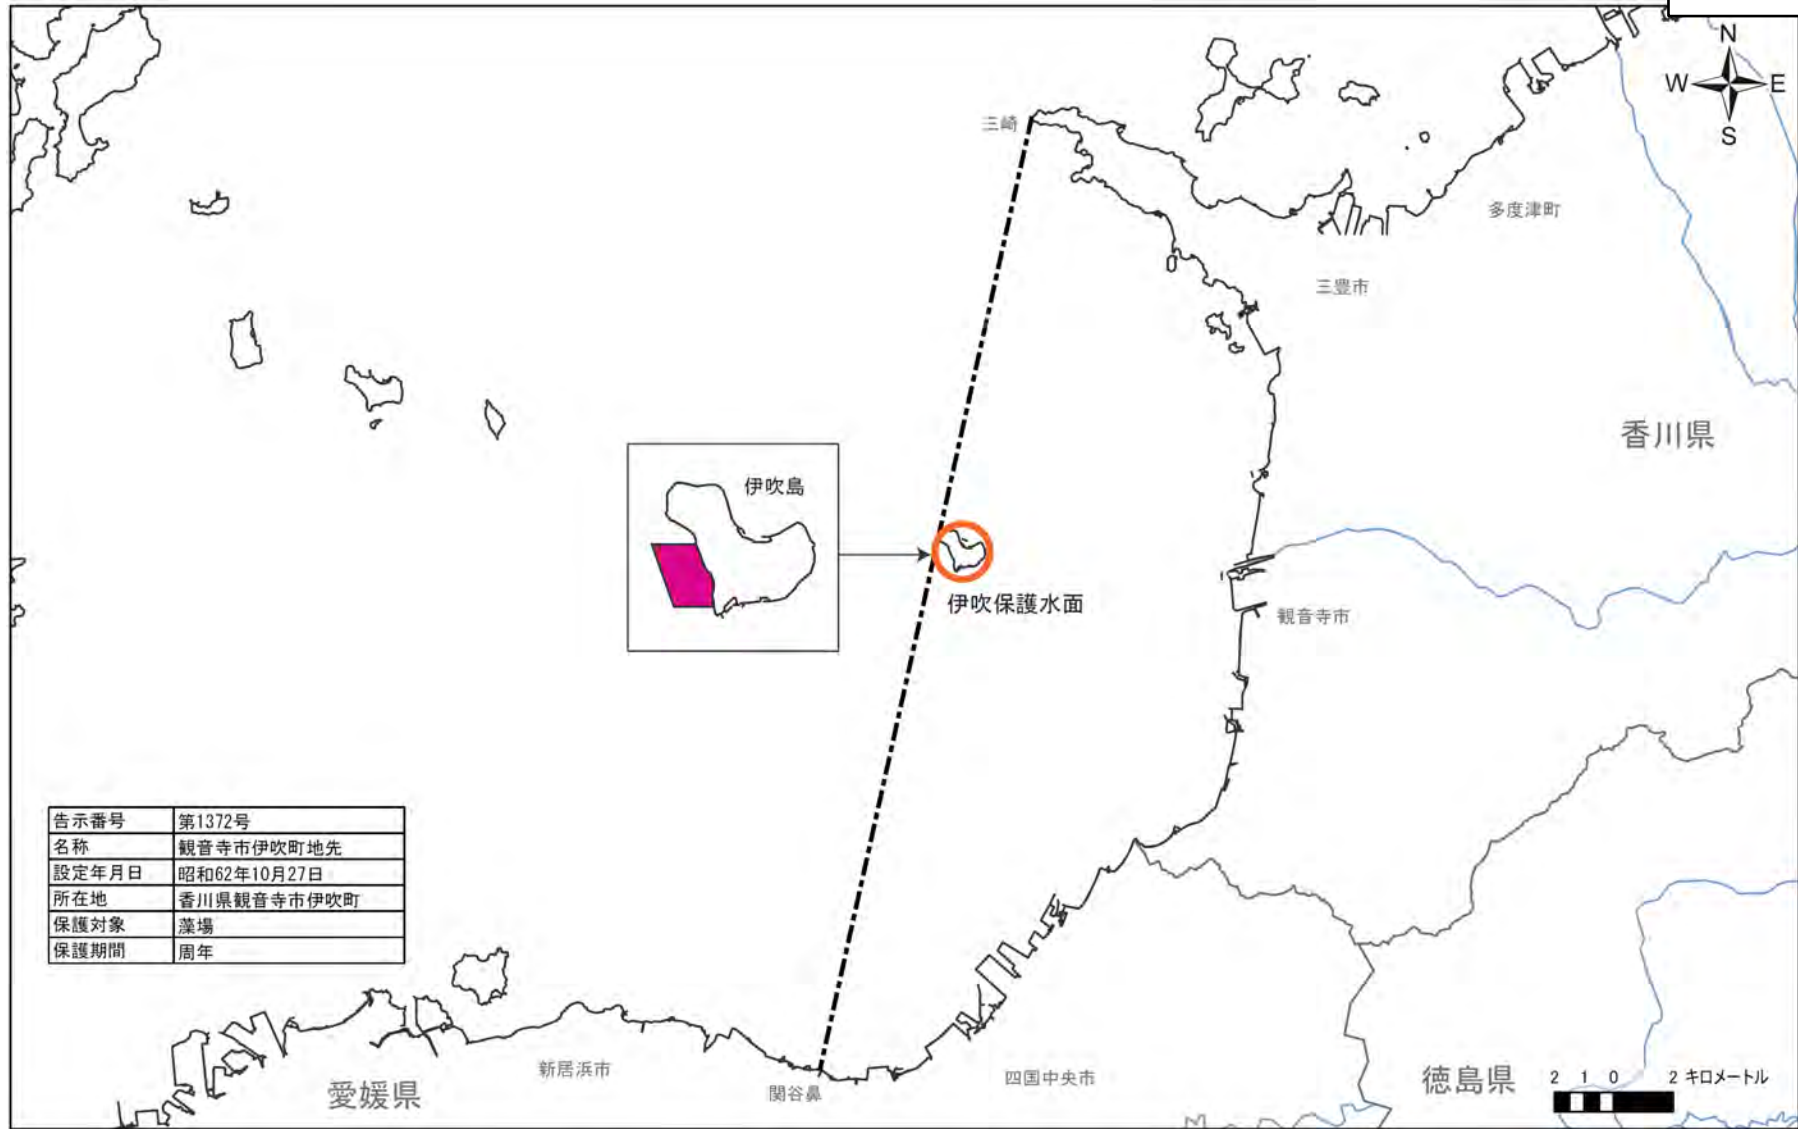 N
W E
S
三崎
多度津町
三豊市
香川県
伊吹島
伊吹保護水面
観音寺市
告示番号 第1372号
名称 観音寺市伊吹町地先
設定年月日 昭和62年10月27日
所在地 香川県観音寺市伊吹町
保護対象 藻場
保護期間 周年
新居浜市
愛媛県
関谷鼻
四国中央市
徳島県
2 1 0 2 キロメートル